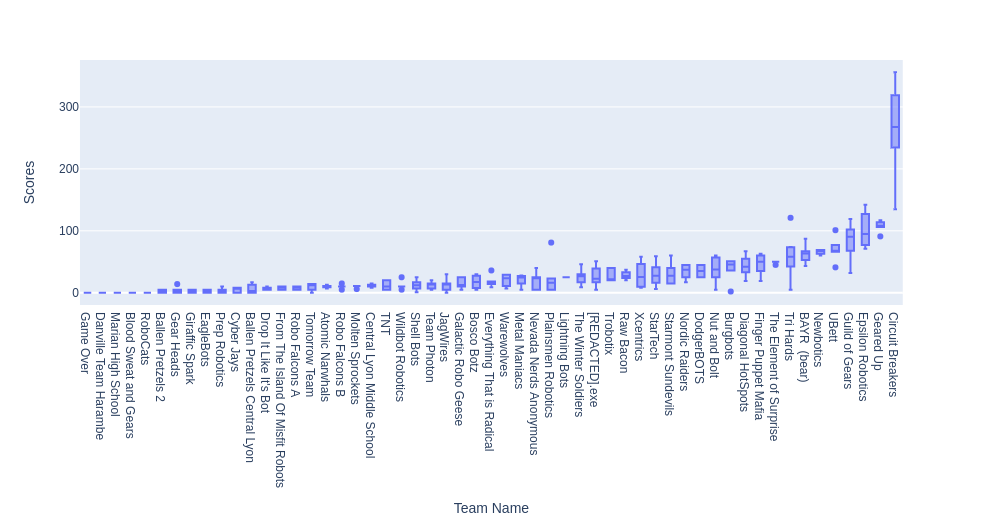 300
200
100
0
Scores
Game Over
Danville Team Harambe
Marian High School
Blood Sweat and Gears
RoboCats
Ballen Pretzels 2
Gear Heads
Giraffic Spark
EagleBots
Prep Robotics
Cyber Jays
Ballen Pretzels Central Lyon
Drop It Like It's Bot
From The Island Of Misfit Robots
Robo Falcons A
Tomorrow Team
Atomic Narwhals
Robo Falcons B
Molten Sprockets
Central Lyon Middle School
TNT
Wildbot Robotics
Shell Bots
Team Photon
JagWires
Galactic Robo Geese
Bosco Botz
Everything That is Radical
Warewolves
Metal Maniacs
Nevada Nerds Anonymous
Plainsmen Robotics
Lightning Bots
The Winter Soldiers
[REDACTED].exe
Trobotix
Raw Bacon
Xcentrics
StarTech
Starmont Sundevils
Nordic Raiders
DodgerBOTS
Nut and Bolt
Burgbots
Diagonal HotSpots
Finger Puppet Mafia
The Element of Surprise
Tri Hards
BAYR (bear)
Newbotics
UBett
Guild of Gears
Epsilon Robotics
Geared Up
Circuit Breakers
Team Name